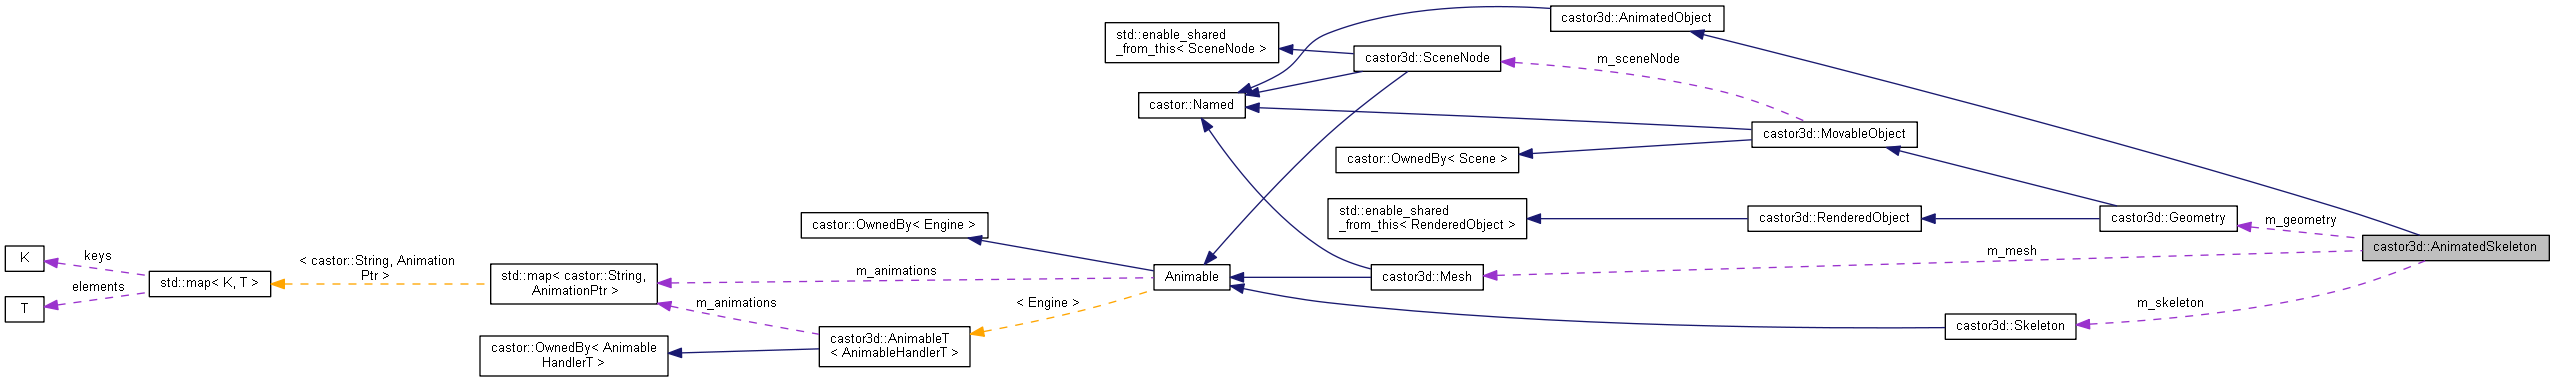 castor3d::AnimatedObject
std::enable_shared
_from_this< SceneNode >
castor3d::SceneNode
m_sceneNode
castor::Named
castor3d::MovableObject
castor::OwnedBy< Scene >
std::enable_shared
_from_this< RenderedObject >
castor3d::RenderedObject
castor3d::Geometry
m_geometry
castor::OwnedBy< Engine >
castor3d::AnimatedSkeleton
m_mesh
K
keys
< castor::String, Animation
Ptr >
std::map< castor::String,
AnimationPtr >
m_animations
Animable
castor3d::Mesh
std::map< K, T >
elements
T
m_animations
< Engine >
m_skeleton
castor3d::Skeleton
castor3d::AnimableT
< AnimableHandlerT >
castor::OwnedBy< Animable
HandlerT >